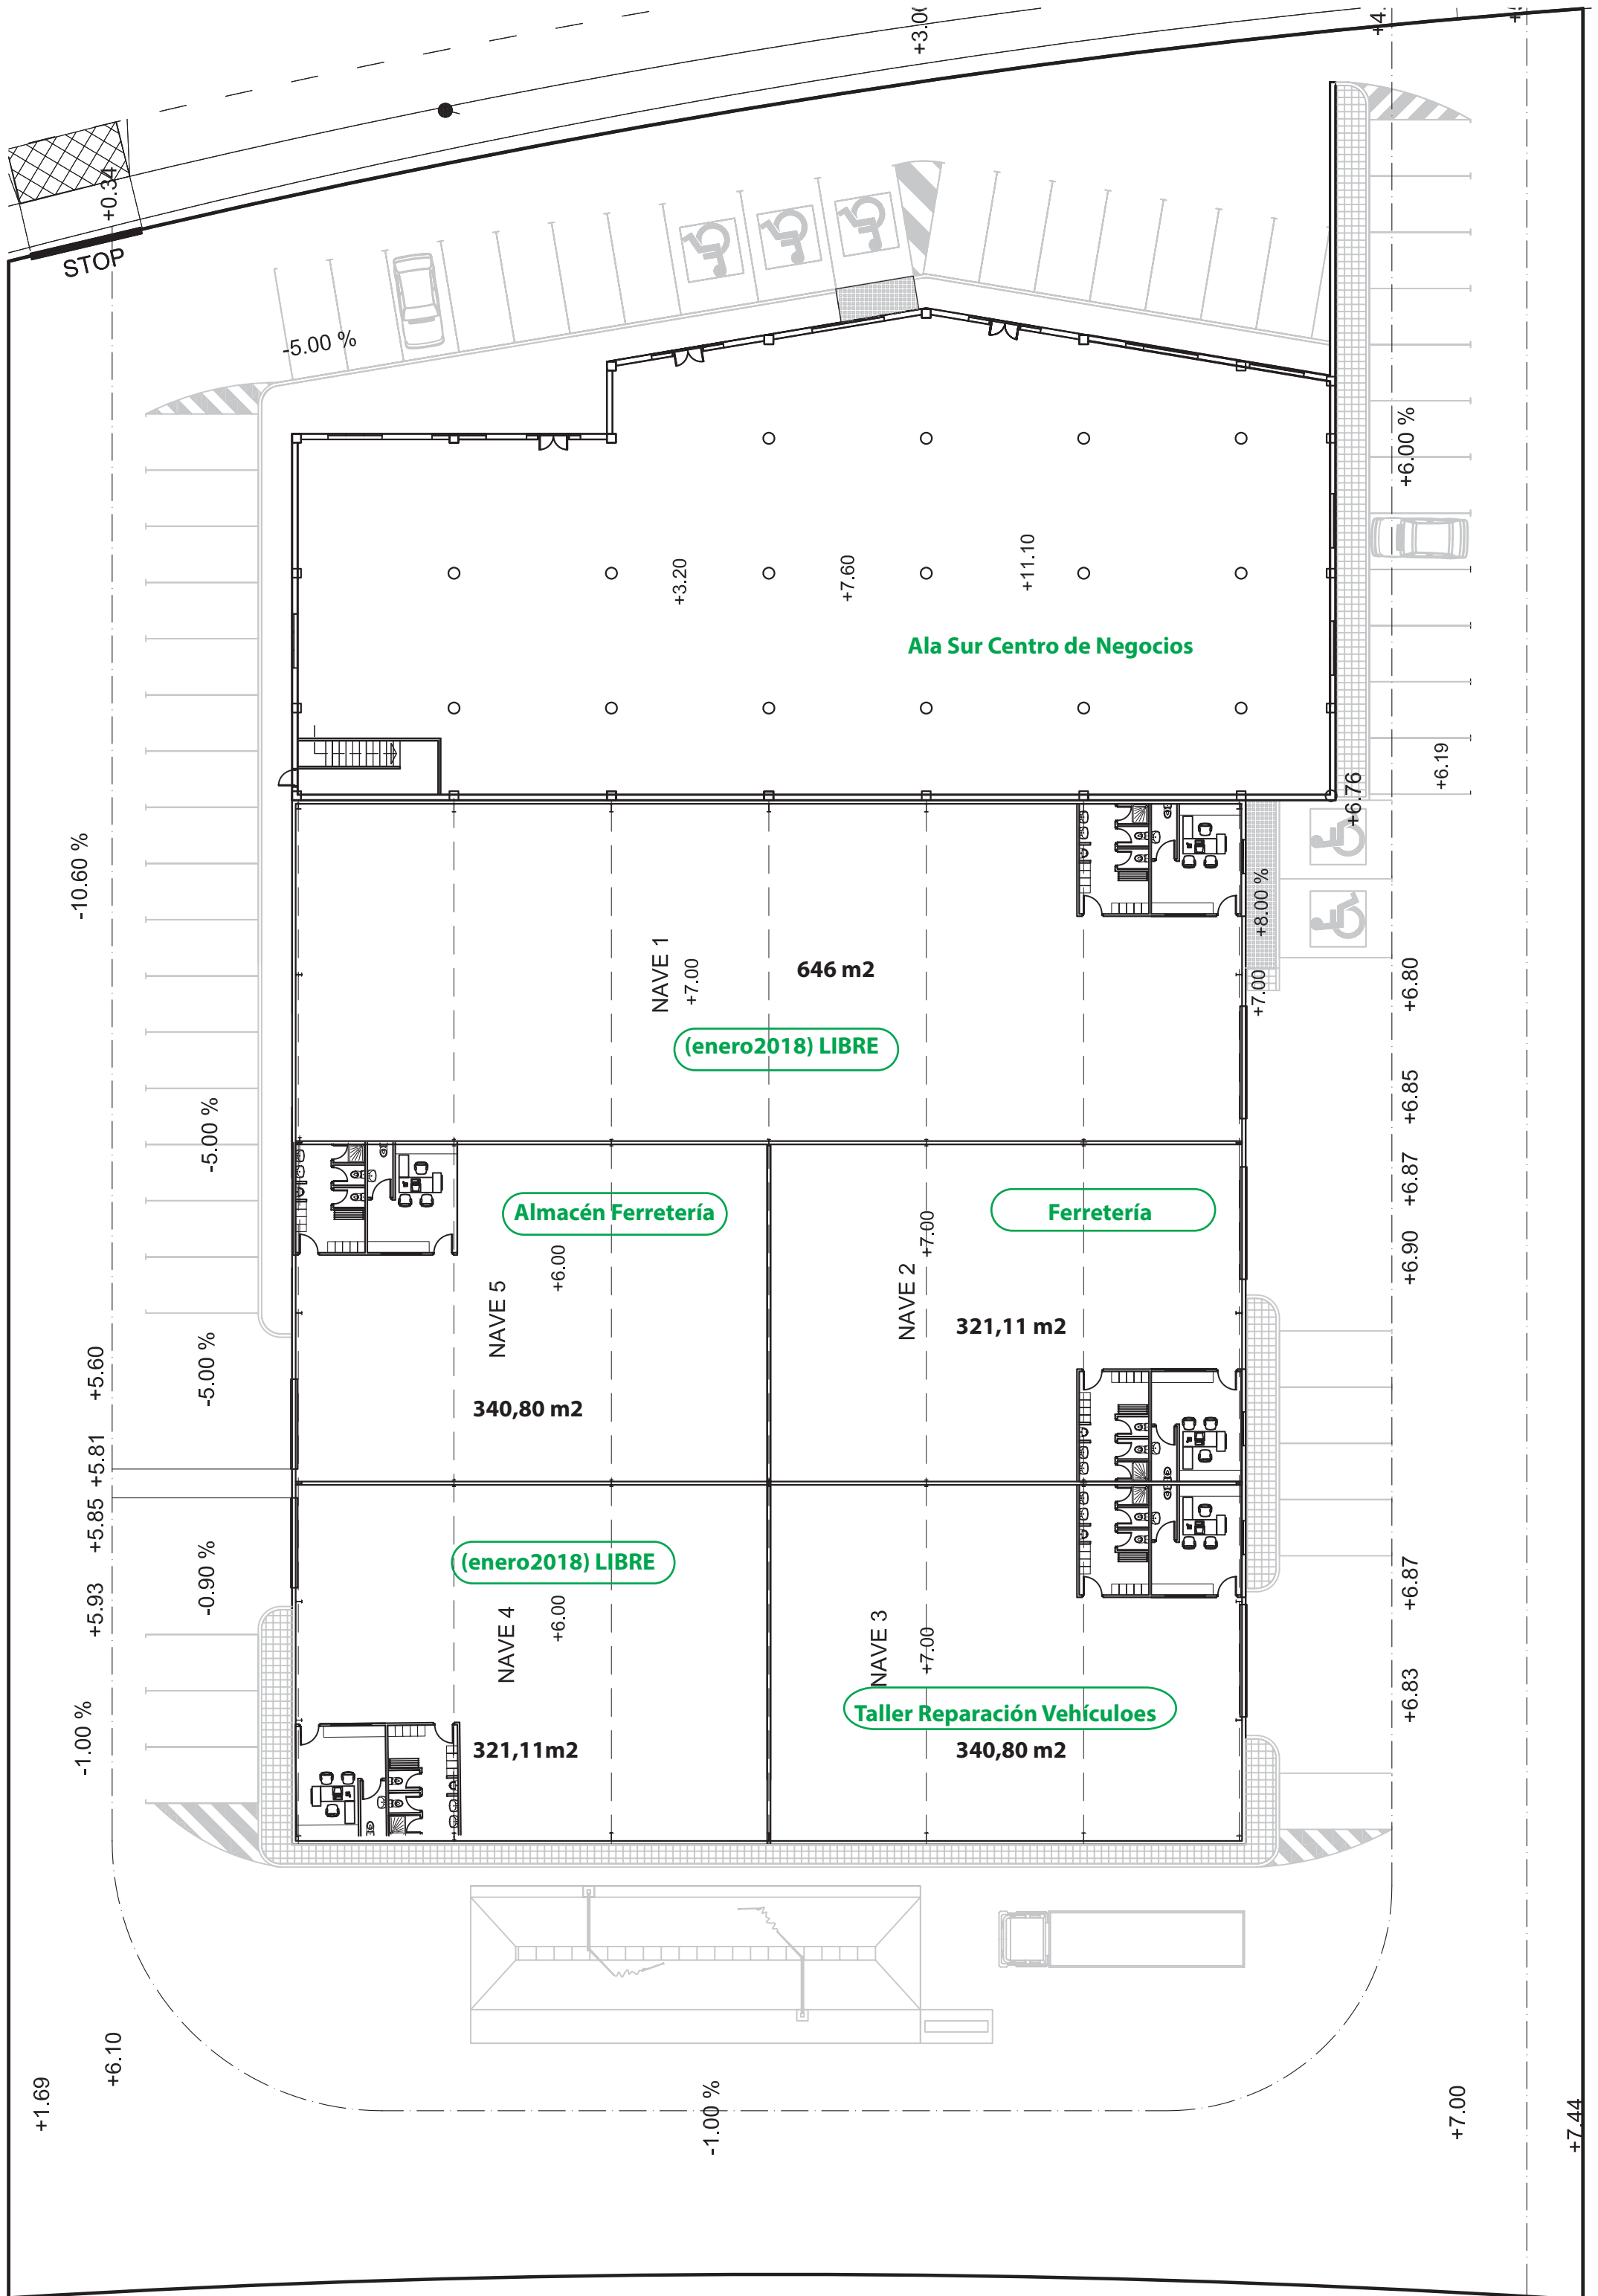 +3.00
+4.
+0.34
STOP
-5.00 %
+6.00 %
+3.20
+7.60
+11.10
Ala Sur Centro de Negocios
+6.19
+6.76
-10.60 %
+8.00 %
NAVE 1
+7.00
646 m2
+7.00
+6.80
(enero2018) LIBRE
+6.85
-5.00 %
+6.87
Almacén Ferretería
Ferretería
+7.00
+6.00
+6.90
NAVE 5
NAVE 2
321,11 m2
+5.60
-5.00 %
340,80 m2
+5.81
+5.85
(enero2018) LIBRE
-0.90 %
+5.93
+6.87
+6.00
NAVE 4
NAVE 3
+7.00
+6.83
Taller Reparación Vehículoes
-1.00 %
321,11m2
340,80 m2
+6.10
+1.69
-1.00 %
+7.00
+7.44